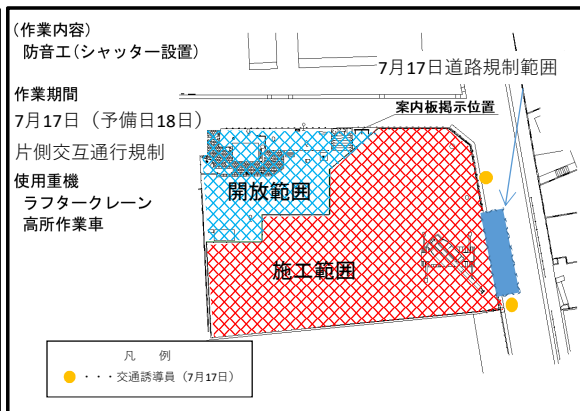 (作業内容)
防音工(シャッター設置)
7月17日道路規制範囲
作業期間
7月17日（予備日18日）
片側交互通行規制
案内板掲示位置
使用重機
ラフタークレーン
高所作業車
開放範囲
施工範囲
凡　例
・・・交通誘導員（7月17日）